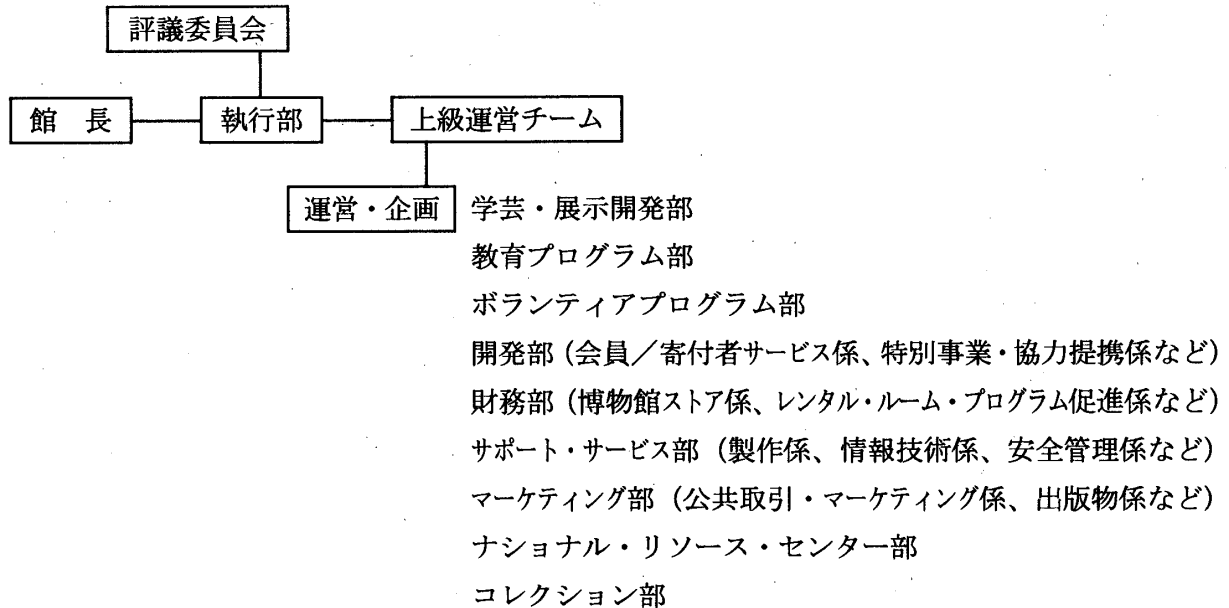 評議委員会
館 長 執行部 上級運営チーム
運営・企画 学芸・展示開発部
教育プログラム部
ボランティアプログラム部
開発部(会員/寄付者サービス係、特別事業・協力提携係など)
財務部(博物館ストア係、レンタル・ルーム・プログラム促進係など)
サポート・サービス部(製作係、情報技術係、安全管理係など)
マーケティング部(公共取引・マーケティング係、出版物係など)
ナショナル・リソース・センター部
コレクション部